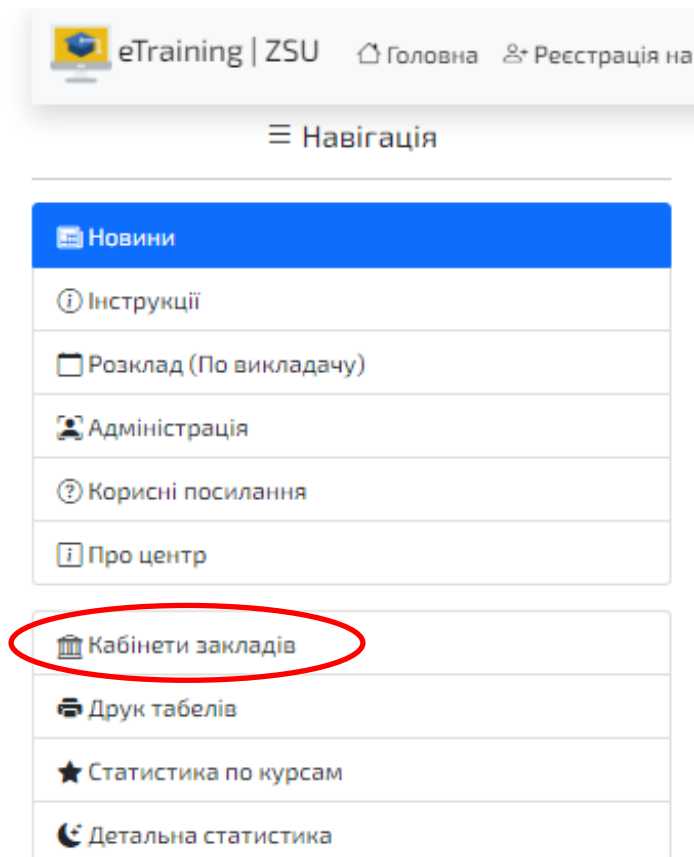 eTraining | ZSU Головна Реєстрація на
Навігація
Новини
Інструкції
Розклад (По викладачу)
Адміністрація
Корисні посилання
Про центр
Кабінети закладів
Друк табелів
Статистика по курсам
Детальна статистика